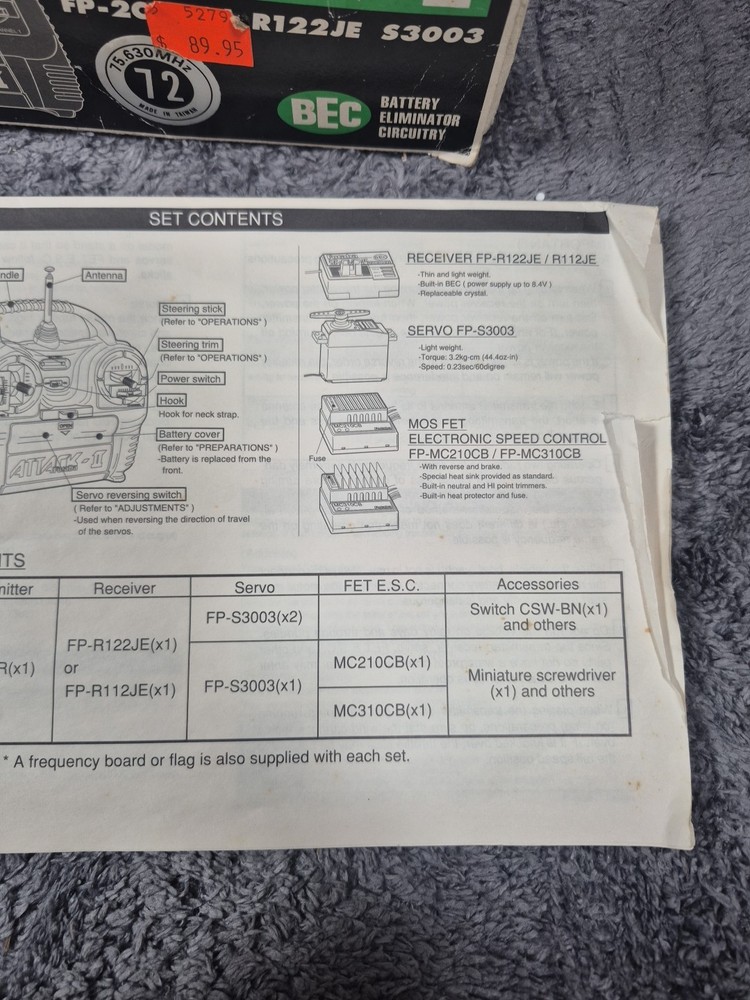 FP-2
5279
$ 89.95
R122JE S3003
75.630MHz
72
MADE IN TAIWAN
BEC
BATTERY
ELIMINATOR
CIRCUITRY
SET CONTENTS
ndle
Antenna
Steering stick
(Refer to "OPERATIONS" )
Steering trim
(Refer to "OPERATIONS" )
Power switch
Hook
Hook for neck strap.
Battery cover
(Refer to "PREPARATIONS" )
-Battery is replaced from the
front.
OPEN
ATTACK-II
Servo reversing switch
( Refer to "ADJUSTMENTS" )
-Used when reversing the direction of travel
of the servos.
RECEIVER FP-R122JE / R112JE
-Thin and light weight.
-Built-in BEC ( power supply up to 8.4V )
-Replaceable crystal.
SERVO FP-S3003
-Light weight.
-Torque: 3.2kg-cm (44.4oz-in)
-Speed: 0.23sec/60digree
MC210CB
Fuse
MOS FET
ELECTRONIC SPEED CONTROL
FP-MC210CB / FP-MC310CB
-With reverse and brake.
-Special heat sink provided as standard.
-Built-in neutral and HI point trimmers.
-Built-in heat protector and fuse.
MC310CB
NTS
mitter
Receiver
Servo
FET E.S.C.
Accessories
R(x1)
FP-R122JE(x1)
or
FP-R112JE(x1)
FP-S3003(x2)
Switch CSW-BN(x1)
and others
FP-S3003(x1)
MC210CB(x1)
MC310CB(x1)
Miniature screwdriver
(x1) and others
* A frequency board or flag is also supplied with each set.